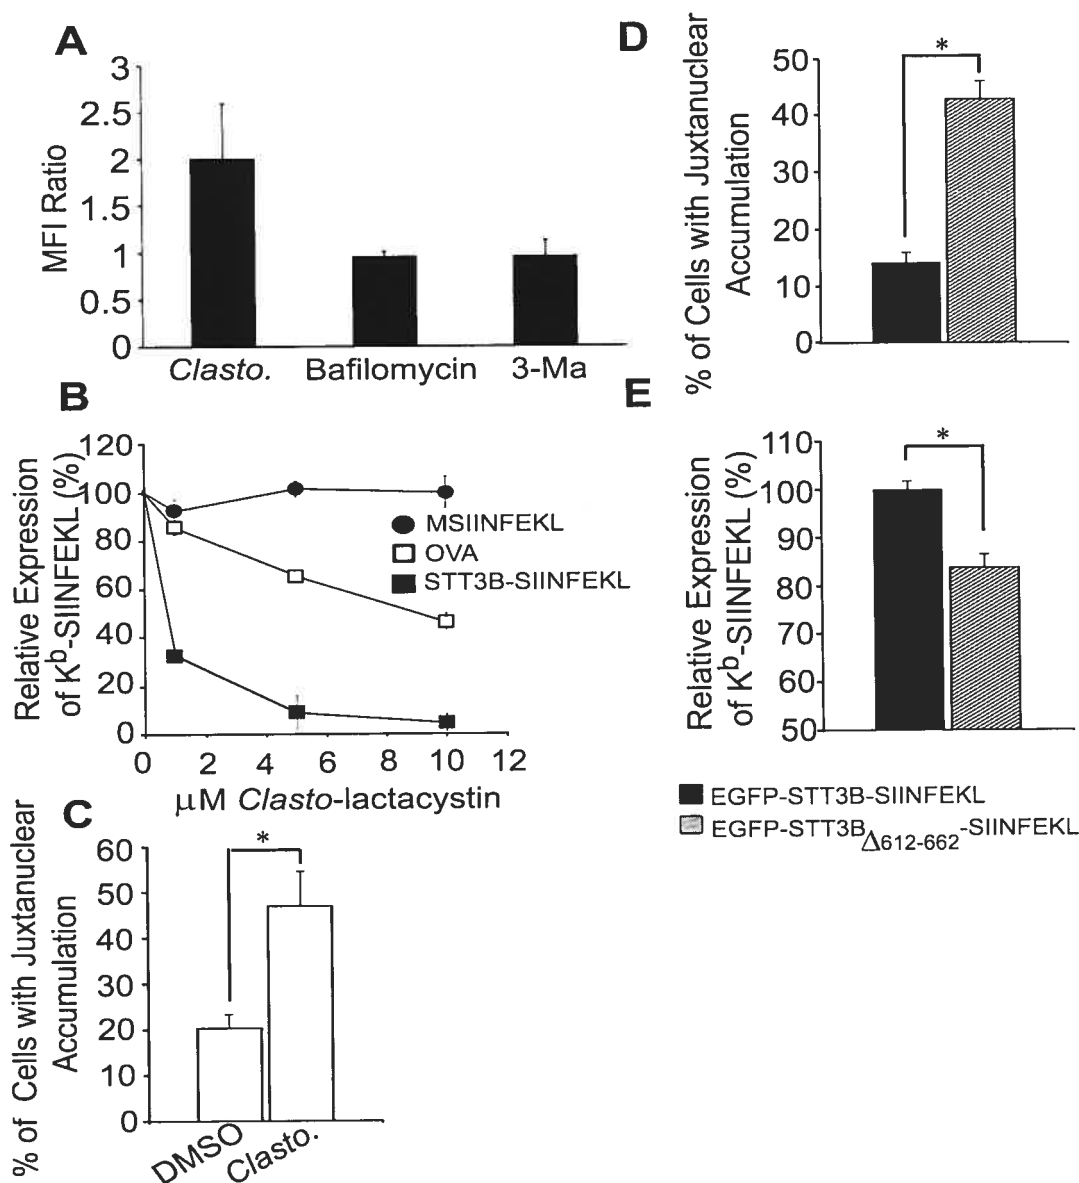 A
MFI Ratio
3
2.5
2
1.5
1
0.5
0
Clasto.
Bafilomycin
3-Ma
B
Relative Expression
of Kb-SIINFEKL (%)
120
100
80
60
40
20
0
MSIINFEKL
OVA
STT3B-SIINFEKL
0 2 4 6 8 10 12
μM Clasto-lactacystin
C
% of Cells with Juxtanuclear
Accumulation
60
50
40
30
20
10
0
*
DMSO
Clasto.
D
% of Cells with Juxtanuclear
Accumulation
50
40
30
20
10
0
*
E
Relative Expression
of Kb-SIINFEKL (%)
110
100
90
80
70
60
50
*
EGFP-STT3B-SIINFEKL
EGFP-STT3BΔ612-662-SIINFEKL